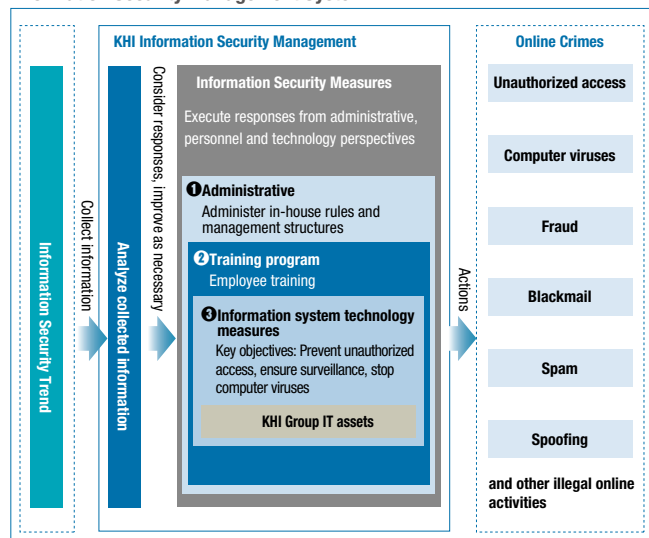 KHI Information Security Management
Online Crimes
Information Security Trend
Collect information
Analyze collected information
Consider responses, improve as necessary
Information Security Measures
Execute responses from administrative,
personnel and technology perspectives
❶Administrative
Administer in-house rules and
management structures
❷Training program
Employee training
❸Information system technology
measures
Key objectives: Prevent unauthorized
access, ensure surveillance, stop
computer viruses
KHI Group IT assets
Actions
Unauthorized access
Computer viruses
Fraud
Blackmail
Spam
Spoofing
and other illegal online
activities